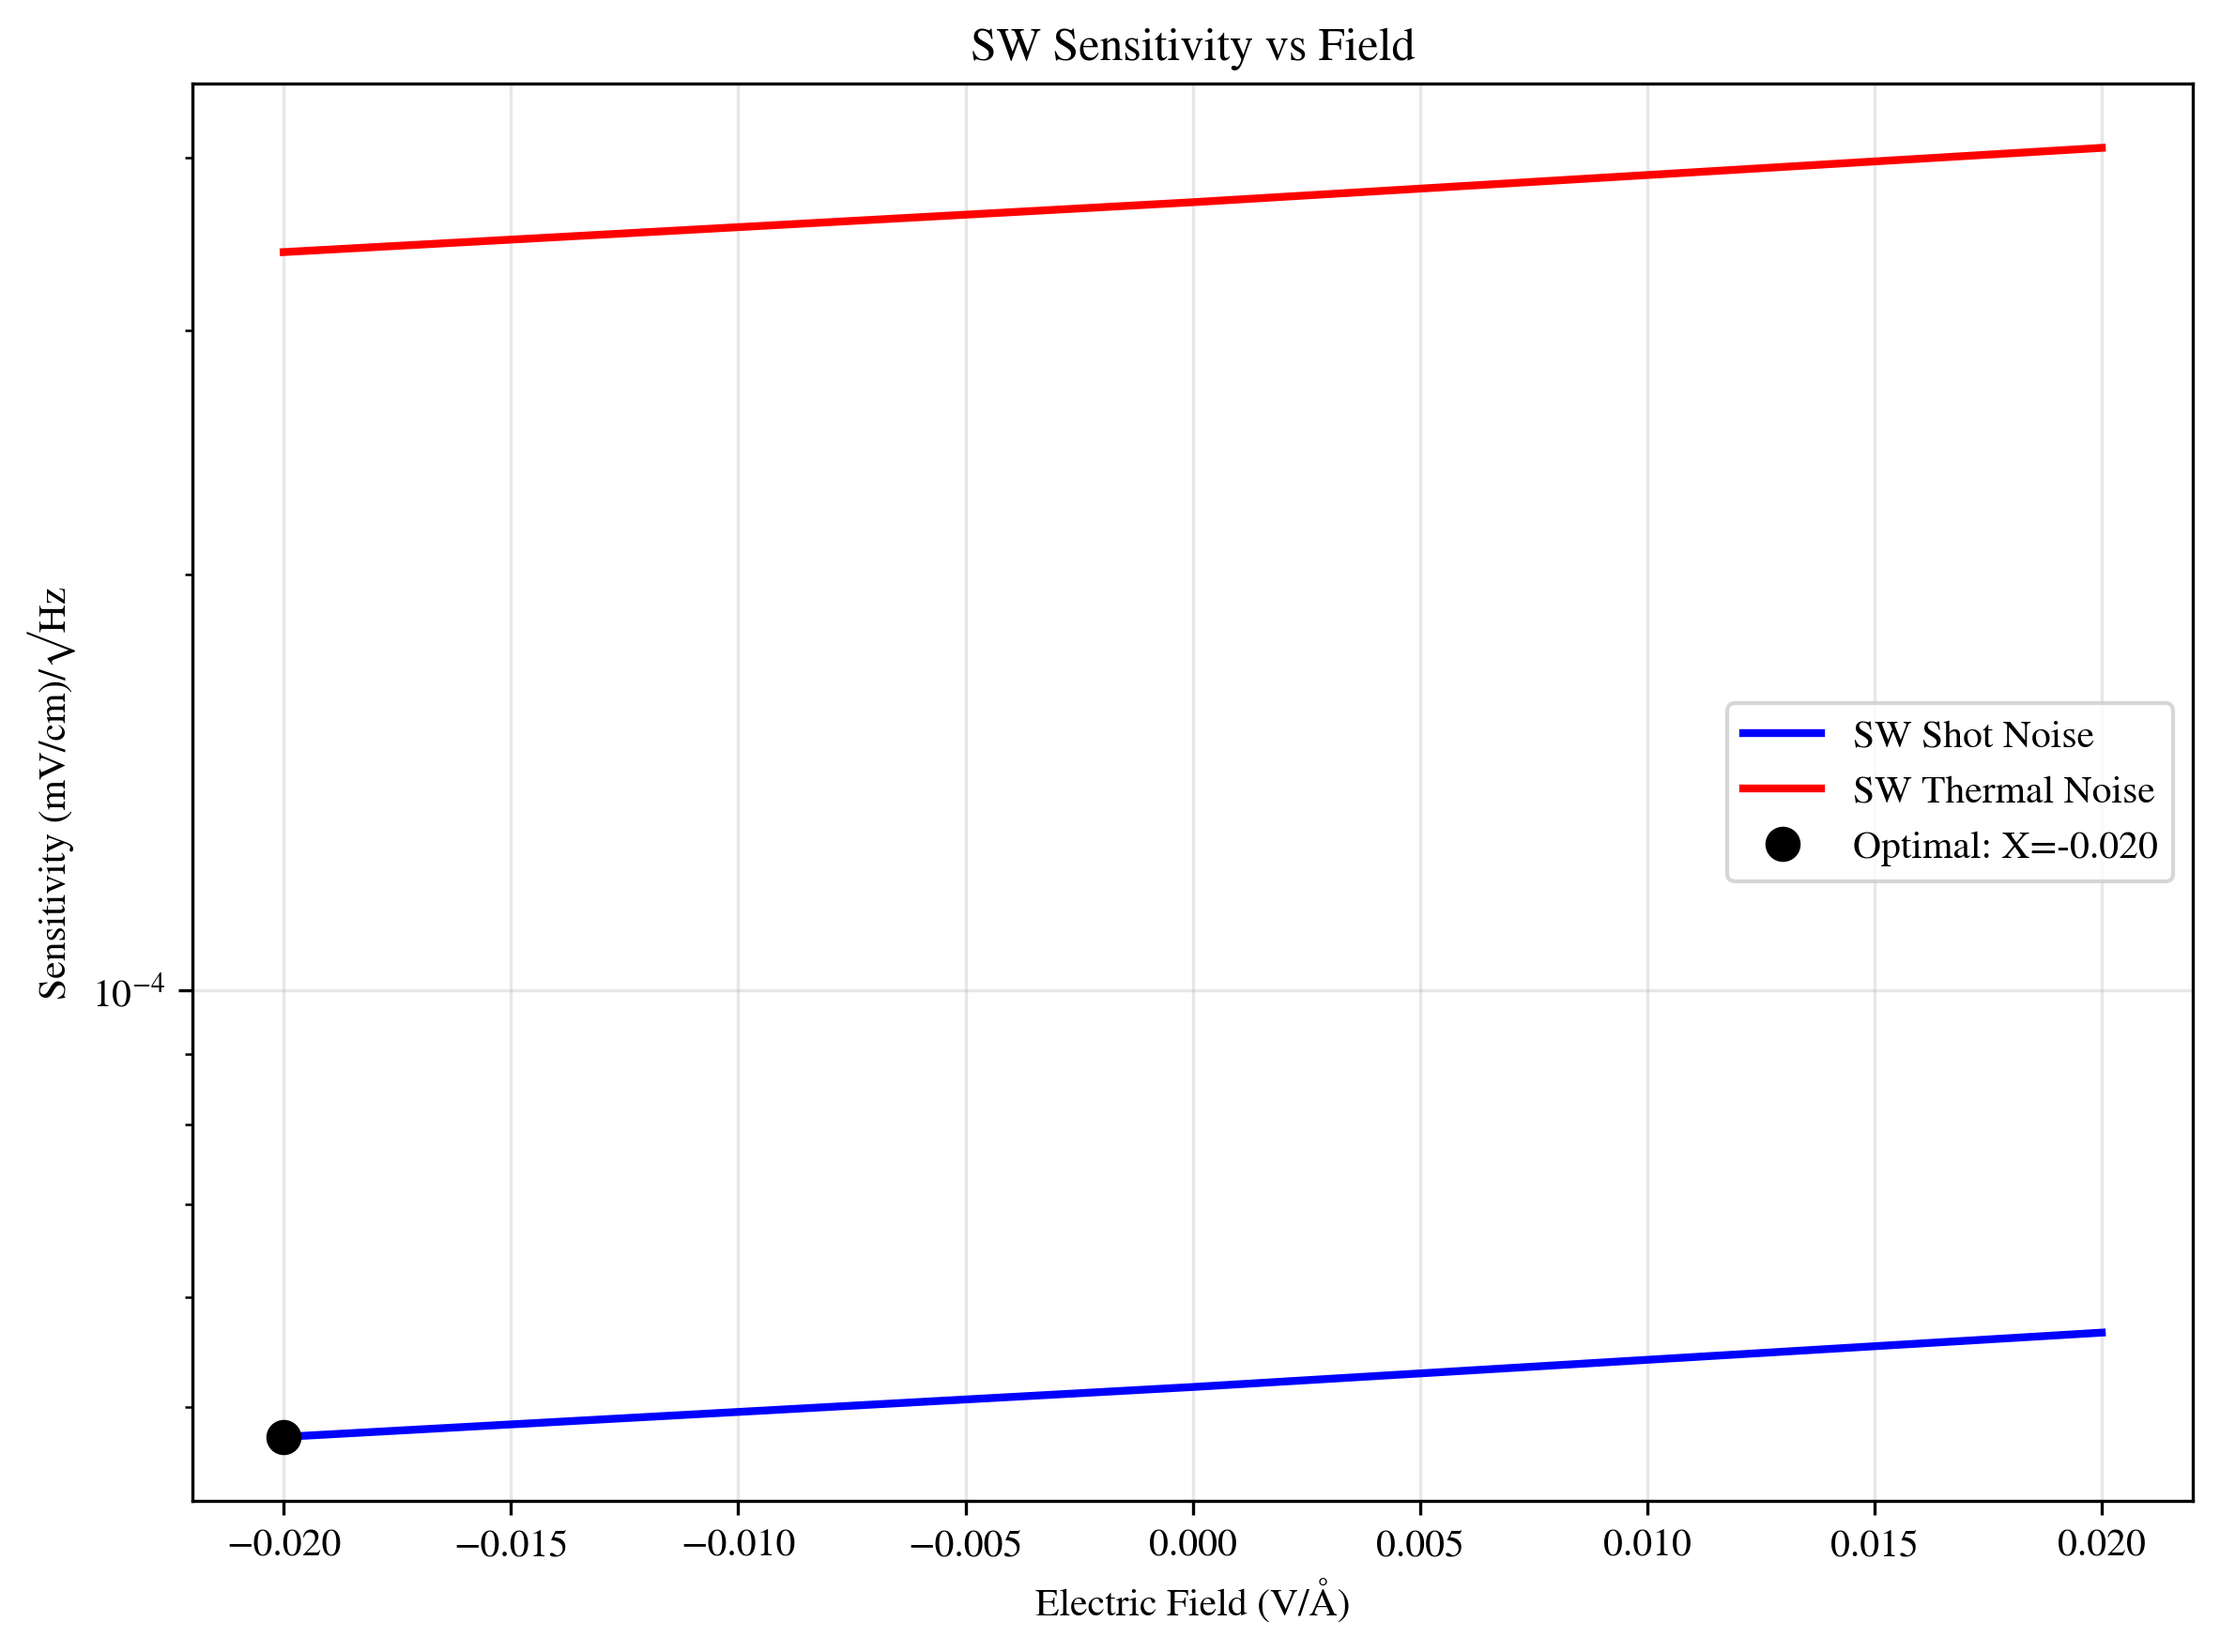 SW Sensitivity vs Field
Sensitivity (mV/cm)/√Hz
10⁻⁴
SW Shot Noise
SW Thermal Noise
Optimal: X=-0.020
−0.020 −0.015 −0.010 −0.005 0.000 0.005 0.010 0.015 0.020
Electric Field (V/Å)